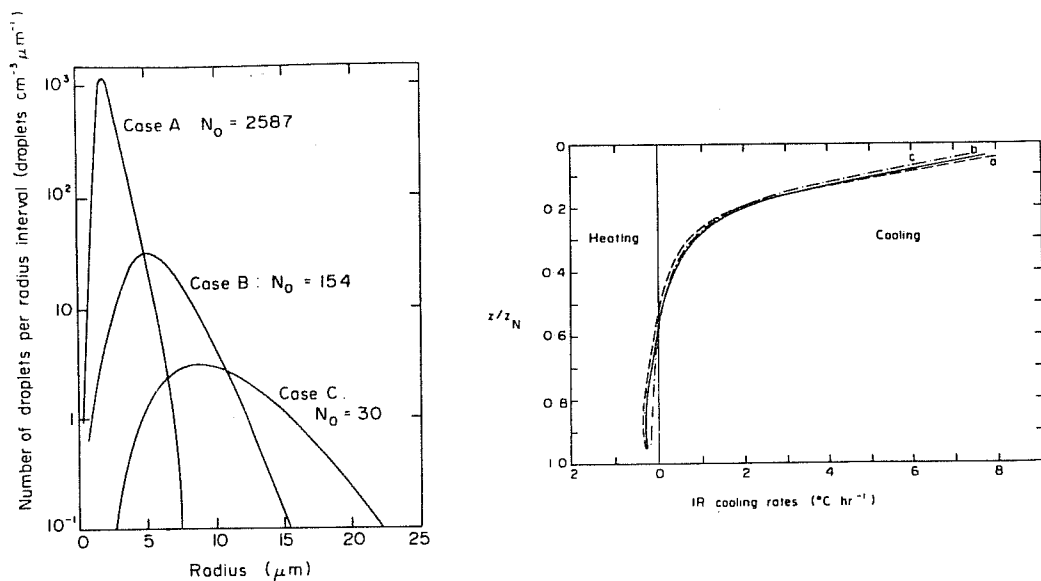 Number of droplets per radius interval (droplets cm⁻³ μm⁻¹)
10³
10²
10
1
10⁻¹
Case A N₀ = 2587
Case B : N₀ = 154
Case C.
N₀ = 30
0
5
10
15
20
25
Radius (μm)
0
0·2
0·4
z/z_N
0·6
0·8
1·0
Heating
Cooling
c
b
a
2
0
2
4
6
8
IR cooling rates (°C hr⁻¹)